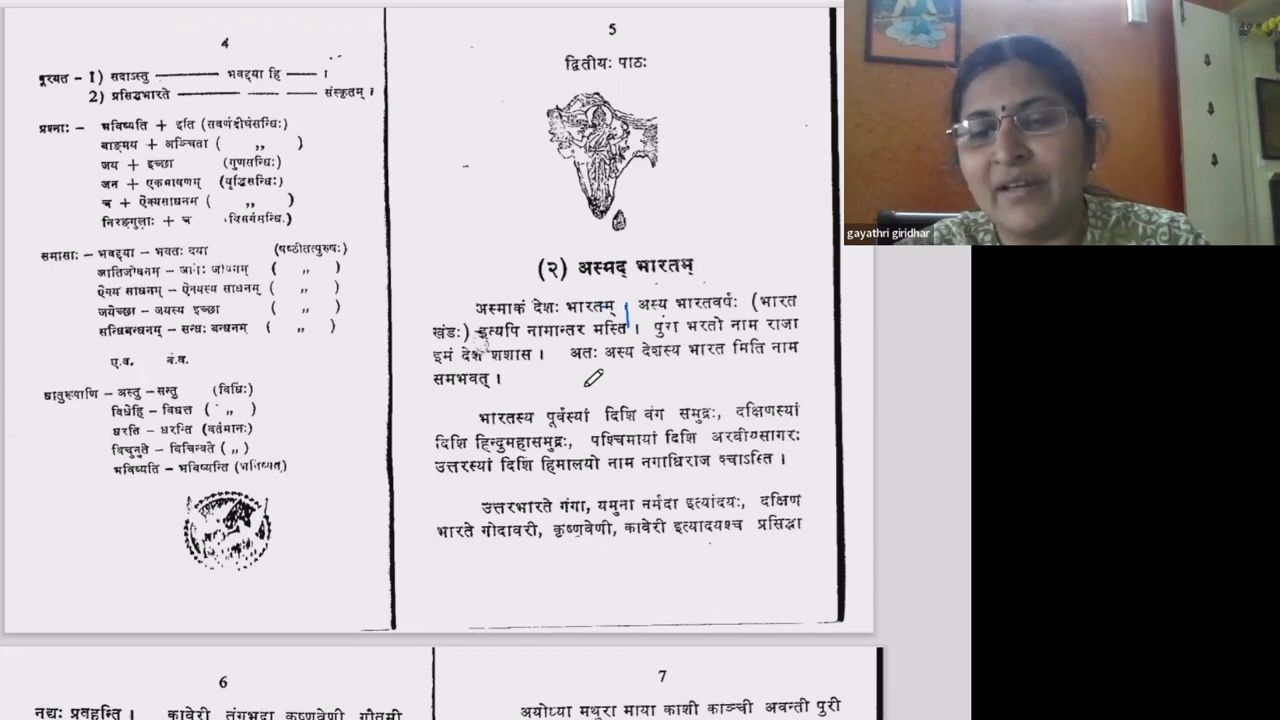 4
पूरयत - 1) सदाऽस्तु ——— भवद्दया हि —— ।
2) प्रसिद्धभारते ——— —— —— संस्कृतम् ।
प्रश्नाः - भविष्यति + इति (सवर्णदीर्घसन्धिः)
वाङ्मय + अञ्चिता ( ,, )
जय + इच्छा (गुणसन्धिः)
जन + एकभाषणम् (वृद्धिसन्धिः)
च + ऐक्यसाधनम् ( ,, )
निरङ्गुलाः + च (विसर्गसन्धि.)
समासाः - भवद्दया - भवतः दया (षष्ठीतत्पुरुषः)
जातिजीवनम् - जीवनम् ( ,, )
ऐक्य साधनम् - ऐक्यस्य साधनम् ( ,, )
जयेच्छा - जयस्य इच्छा ( ,, )
सन्धिबन्धनम् - सन्धेः बन्धनम् ( ,, )
ए.व. ब.व.
धातुरूपाणि - अस्तु - सन्तु (विधिः)
विधेहि - विधत्त ( ,, )
धरति - धरन्ति (वर्तमानः)
विचिनुते - विचिन्वते ( ,, )
भविष्यति - भविष्यन्ति (भविष्यत्)
5
द्वितीयः पाठः
(२) अस्मद् भारतम्
अस्माकं देशः भारतम् । अस्य भारतवर्षः (भारत
खंडः) इत्यपि नामान्तर मस्ति । पुरा भरतो नाम राजा
इमं देशं शशास । अतः अस्य देशस्य भारत मिति नाम
समभवत् ।
भारतस्य पूर्वस्यां दिशि वंग समुद्रः, दक्षिणस्यां
दिशि हिन्दुमहासमुद्रः, पश्चिमायां दिशि अरबीयसागरः
उत्तरस्यां दिशि हिमालयो नाम नगाधिराज श्चाऽस्ति ।
उत्तरभारते गंगा, यमुना नर्मदा इत्यादयः, दक्षिण
भारते गोदावरी, कृष्णवेणी, कावेरी इत्यादयश्च प्रसिद्धा
6
नद्यः प्रवहन्ति । कावेरी तुंगभद्रा कृष्णवेणी गौतमी
7
अयोध्या मथुरा माया काशी काञ्ची अवन्ती पुरी
gayathri giridhar